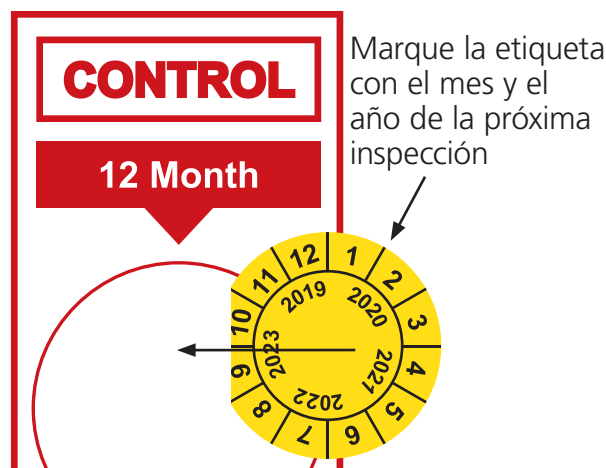 CONTROL
Marque la etiqueta
con el mes y el
año de la próxima
inspección
12 Month
12 1 2 3 4 5 6 7 8 9 10 11
2019 2020 2021 2022 2023